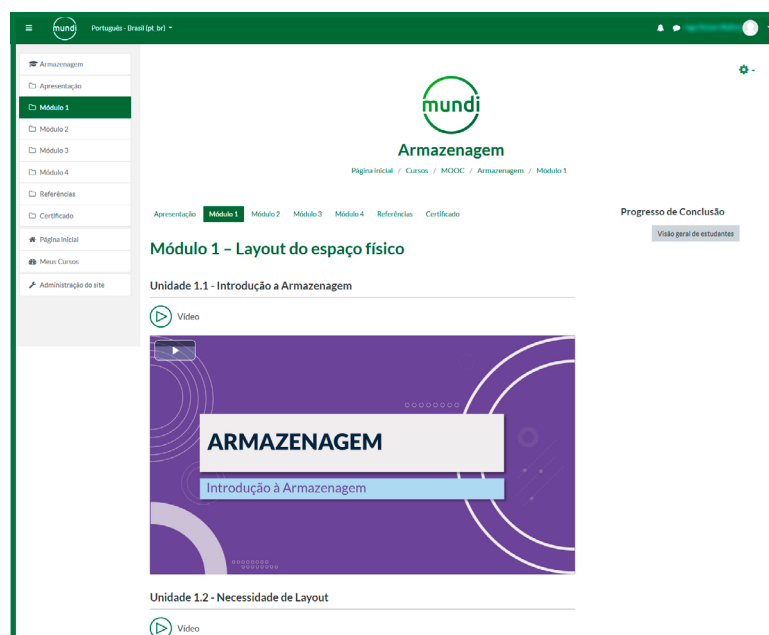 mundi
Português - Brasil (pt_br)
Armazenagem
Apresentação
Módulo 1
Módulo 2
Módulo 3
Módulo 4
Referências
Certificado
Página inicial
Meus Cursos
Administração do site
mundi
Armazenagem
Página inicial / Cursos / MOOC / Armazenagem / Módulo 1
Apresentação Módulo 1 Módulo 2 Módulo 3 Módulo 4 Referências Certificado
Progresso de Conclusão
Visão geral de estudantes
Módulo 1 – Layout do espaço físico
Unidade 1.1 - Introdução a Armazenagem
Vídeo
ARMAZENAGEM
Introdução à Armazenagem
Unidade 1.2 - Necessidade de Layout
Vídeo